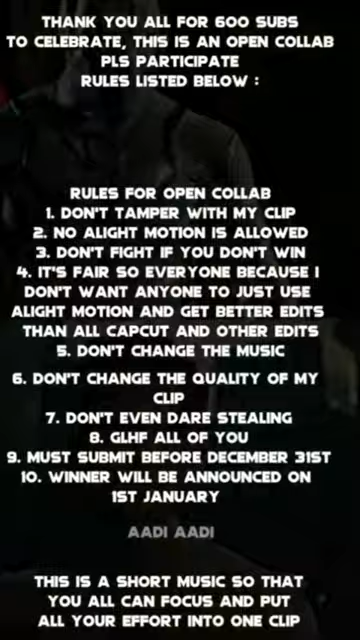 THANK YOU ALL FOR 600 SUBS
TO CELEBRATE, THIS IS AN OPEN COLLAB
PLS PARTICIPATE
RULES LISTED BELOW :
RULES FOR OPEN COLLAB
1. DON'T TAMPER WITH MY CLIP
2. NO ALIGHT MOTION IS ALLOWED
3. DON'T FIGHT IF YOU DON'T WIN
4. IT'S FAIR SO EVERYONE BECAUSE I
DON'T WANT ANYONE TO JUST USE
ALIGHT MOTION AND GET BETTER EDITS
THAN ALL CAPCUT AND OTHER EDITS
5. DON'T CHANGE THE MUSIC
6. DON'T CHANGE THE QUALITY OF MY
CLIP
7. DON'T EVEN DARE STEALING
8. GLHF ALL OF YOU
9. MUST SUBMIT BEFORE DECEMBER 31ST
10. WINNER WILL BE ANNOUNCED ON
1ST JANUARY
AADI AADI
THIS IS A SHORT MUSIC SO THAT
YOU ALL CAN FOCUS AND PUT
ALL YOUR EFFORT INTO ONE CLIP